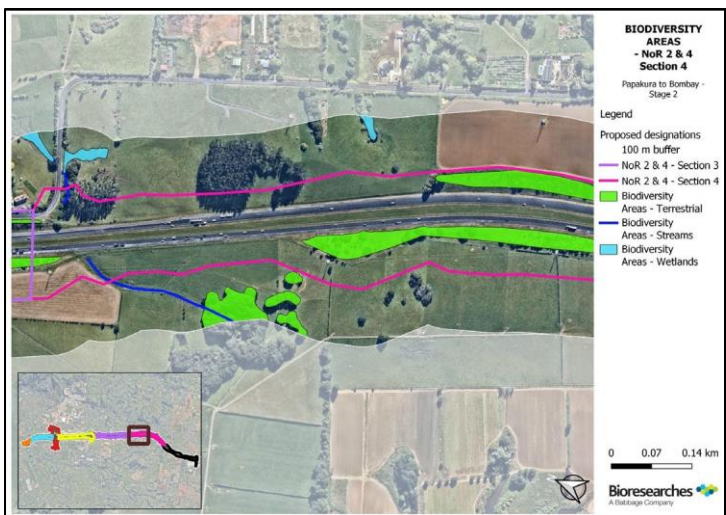 BIODIVERSITY
AREAS
- NoR 2 & 4
Section 4
Papakura to Bombay -
Stage 2
Legend
Proposed designations
100 m buffer
NoR 2 & 4 - Section 3
NoR 2 & 4 - Section 4
Biodiversity
Areas - Terrestrial
Biodiversity
Areas - Streams
Biodiversity
Areas - Wetlands
0 0.07 0.14 km
Bioresearches
A Babbage Company